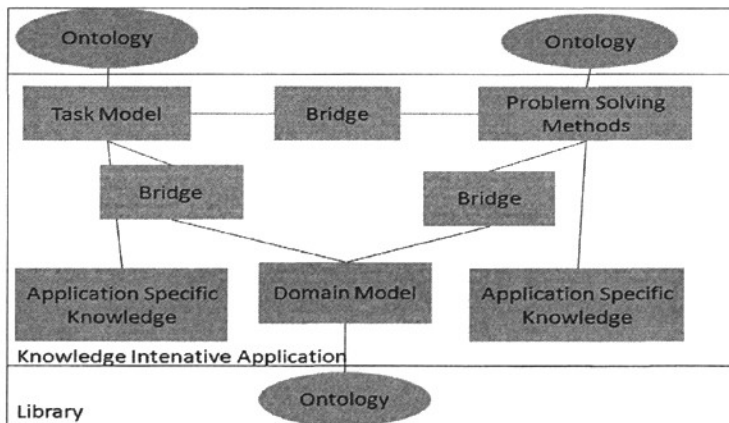 Ontology
Ontology
Task Model
Bridge
Problem Solving
Methods
Bridge
Bridge
Application Specific
Knowledge
Domain Model
Application Specific
Knowledge
Knowledge Intenative Application
Ontology
Library